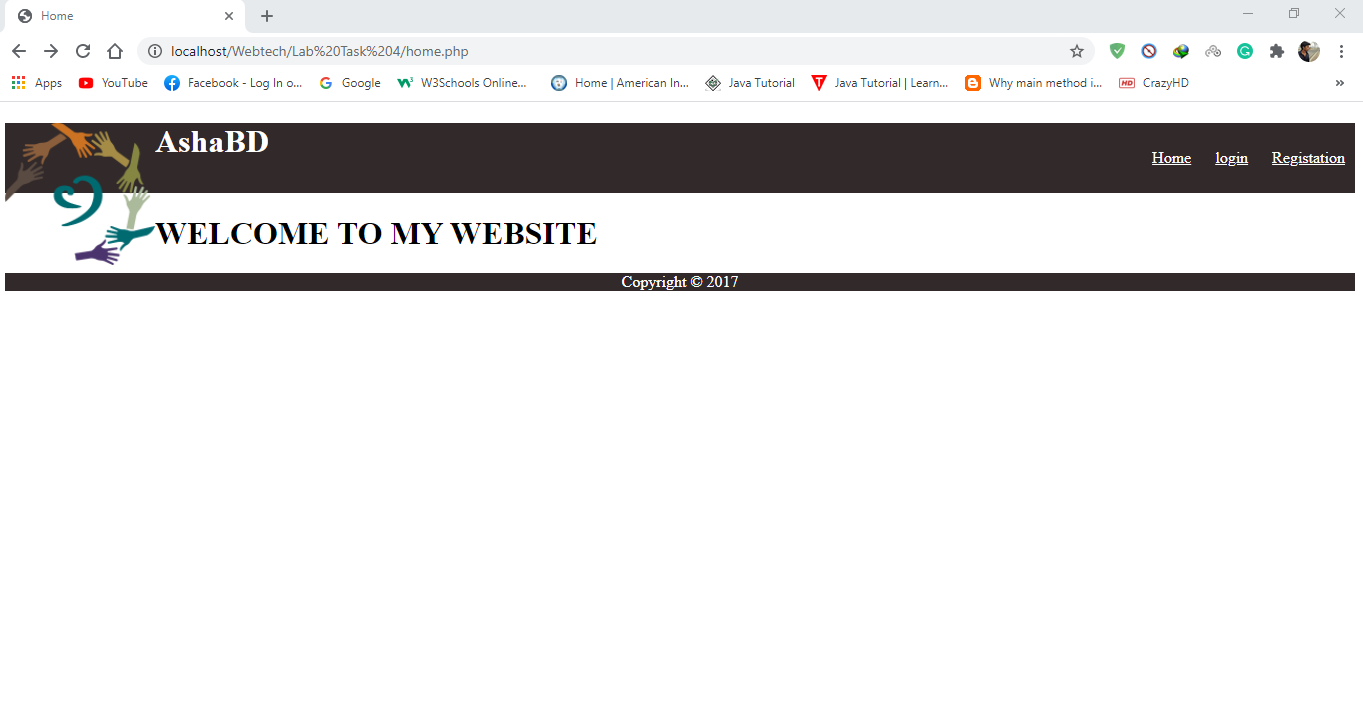 Home
localhost/Webtech/Lab%20Task%204/home.php
Apps YouTube Facebook - Log In o... Google W3Schools Online... Home | American In... Java Tutorial Java Tutorial | Learn... Why main method i... HD CrazyHD »
AshaBD
Home login Registation
WELCOME TO MY WEBSITE
Copyright © 2017